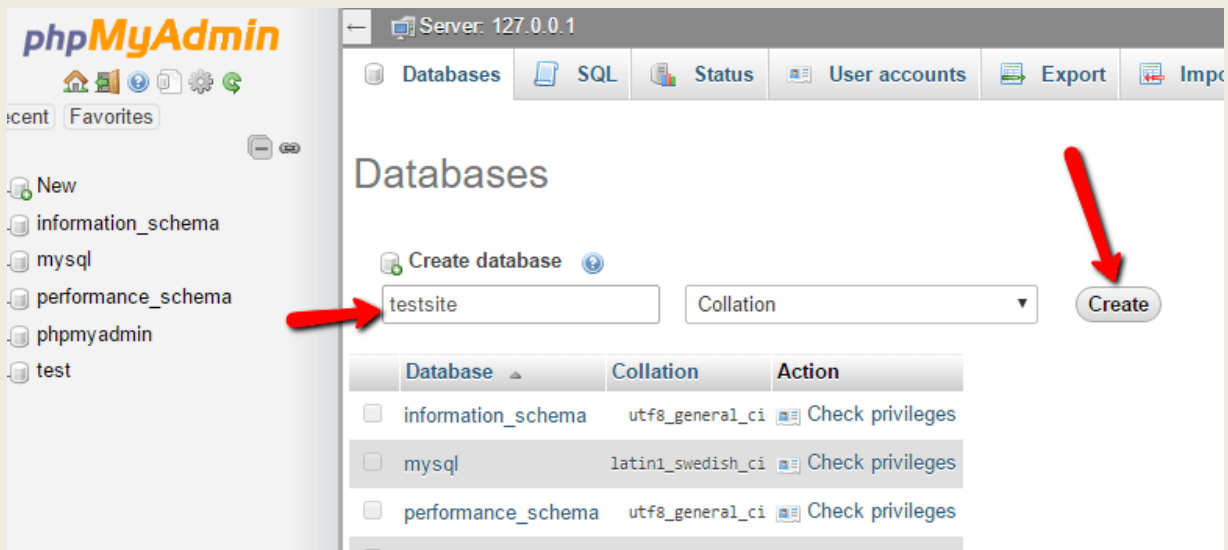 phpMyAdmin
Favorites
New
information_schema
mysql
performance_schema
phpmyadmin
test
Server: 127.0.0.1
Databases SQL Status User accounts Export
Databases
Create database
testsite Collation Create
Database Collation Action
information_schema utf8_general_ci Check privileges
mysql latin1_swedish_ci Check privileges
performance_schema utf8_general_ci Check privileges